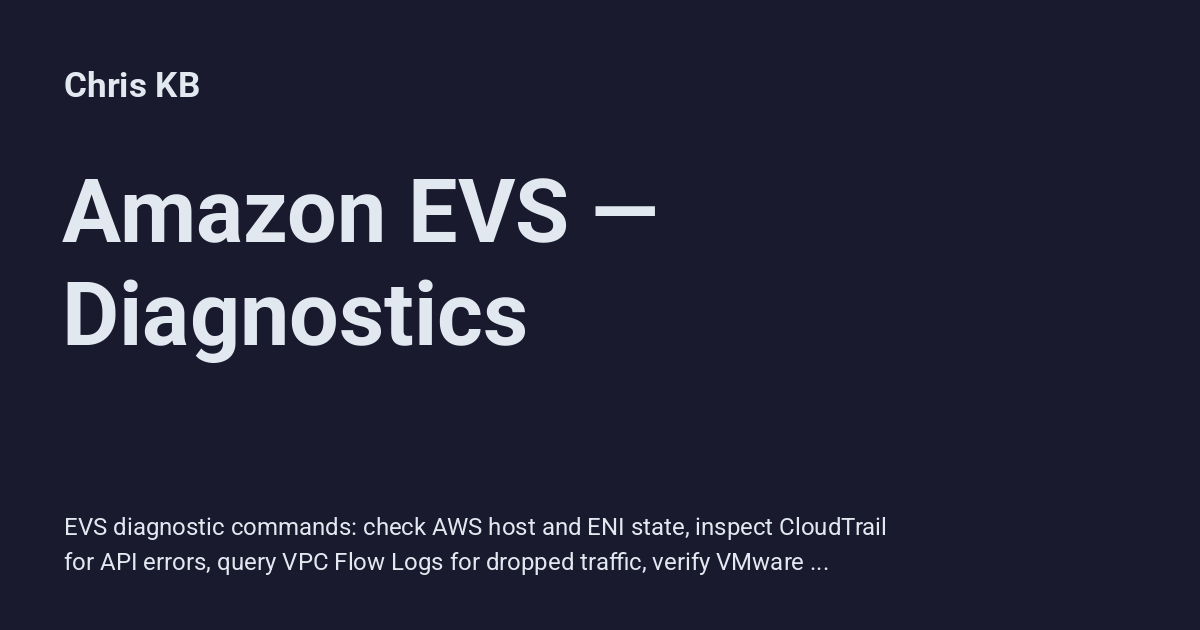 Chris KB
Amazon EVS —
Diagnostics
EVS diagnostic commands: check AWS host and ENI state, inspect CloudTrail
for API errors, query VPC Flow Logs for dropped traffic, verify VMware ...